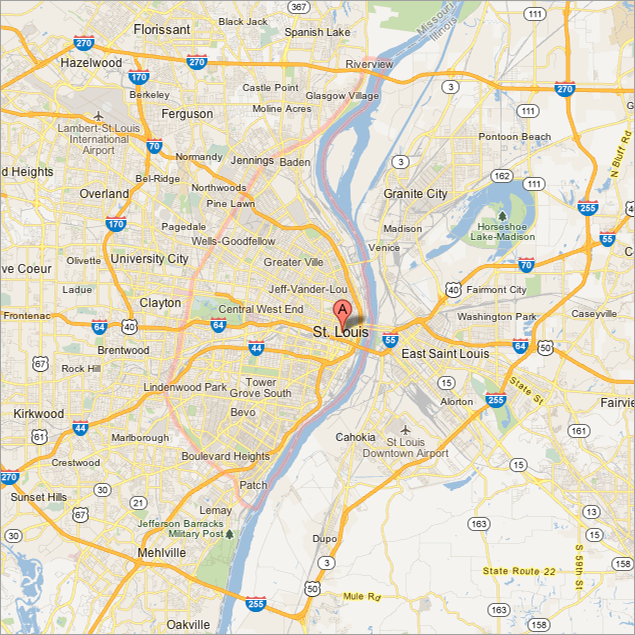 367
Black Jack
Missouri
Illinois
111
Florissant
Spanish Lake
270
Hazelwood
270
Riverview
170
Castle Point
3
270
Berkeley
Glasgow Village
Ferguson
Moline Acres
111
Lambert-St Louis
International
Airport
Pontoon Beach
N Bluff Rd
70
Normandy
Jennings
Baden
3
d Heights
Bel-Ridge
162
111
Overland
Northwoods
Granite City
Pine Lawn
255
170
Pagedale
Madison
Horseshoe
Lake-Madison
55
Wells-Goodfellow
Venice
ve Coeur
Olivette
University City
Greater Ville
70
Ladue
Jeff-Vander-Lou
40
Fairmont City
Clayton
Central West End
A
Frontenac
64
40
64
St. Louis
Washington Park
Caseyville
55
64
50
Brentwood
44
East Saint Louis
67
Rock Hill
Lindenwood Park
Tower
Grove South
15
State St
Kirkwood
Bevo
Alorton
255
Fairvie
44
61
Marlborough
Cahokia
St Louis
Downtown Airport
161
Crestwood
Boulevard Heights
15
15
270
Sunset Hills
30
21
Patch
67
Lemay
13
30
Jefferson Barracks
Military Post
163
15
Mehlville
Dupo
3
S 59th St
158
State Route 22
50
Mule Rd
255
163
158
Oakville